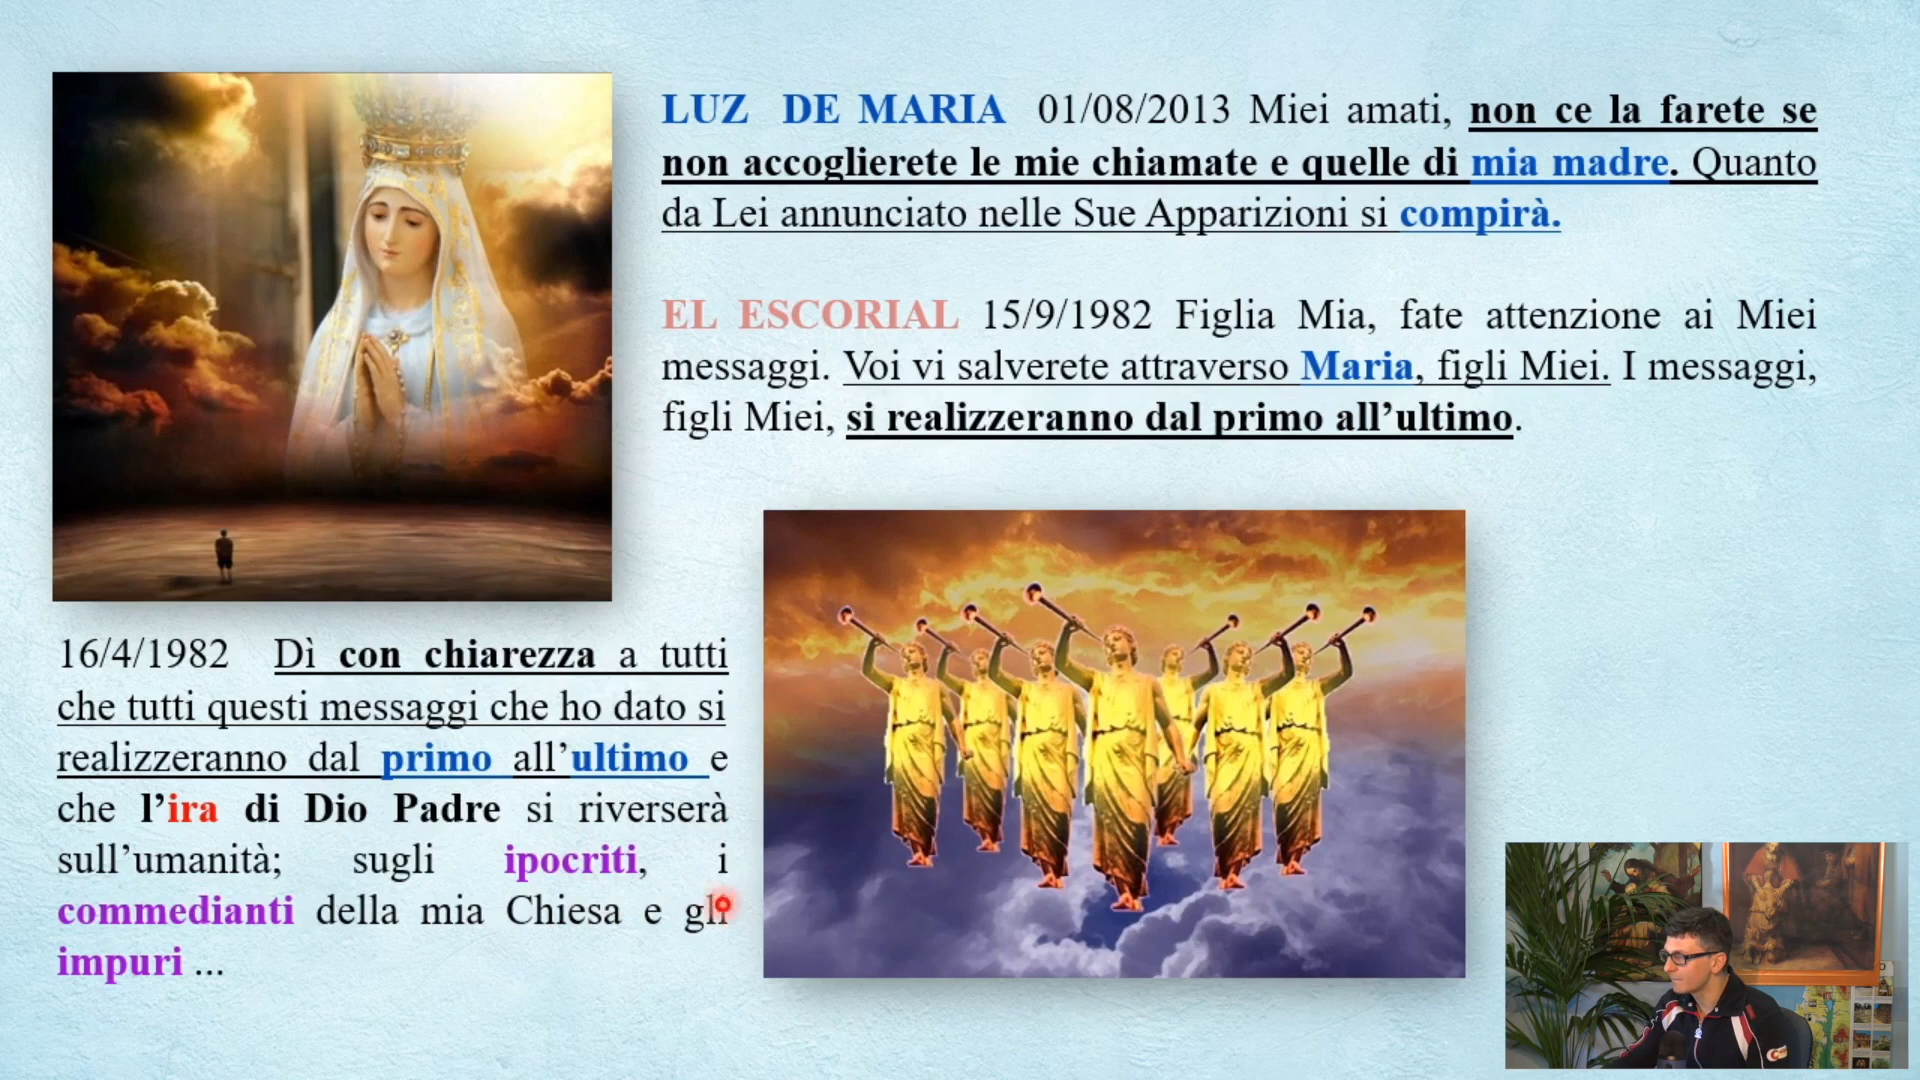 LUZ DE MARIA 01/08/2013 Miei amati, non ce la farete se
non accoglierete le mie chiamate e quelle di mia madre. Quanto
da Lei annunciato nelle Sue Apparizioni si compirà.
EL ESCORIAL 15/9/1982 Figlia Mia, fate attenzione ai Miei
messaggi. Voi vi salverete attraverso Maria, figli Miei. I messaggi,
figli Miei, si realizzeranno dal primo all’ultimo.
16/4/1982 Dì con chiarezza a tutti
che tutti questi messaggi che ho dato si
realizzeranno dal primo all’ultimo e
che l’ira di Dio Padre si riverserà
sull’umanità; sugli ipocriti, i
commedianti della mia Chiesa e gli
impuri ...